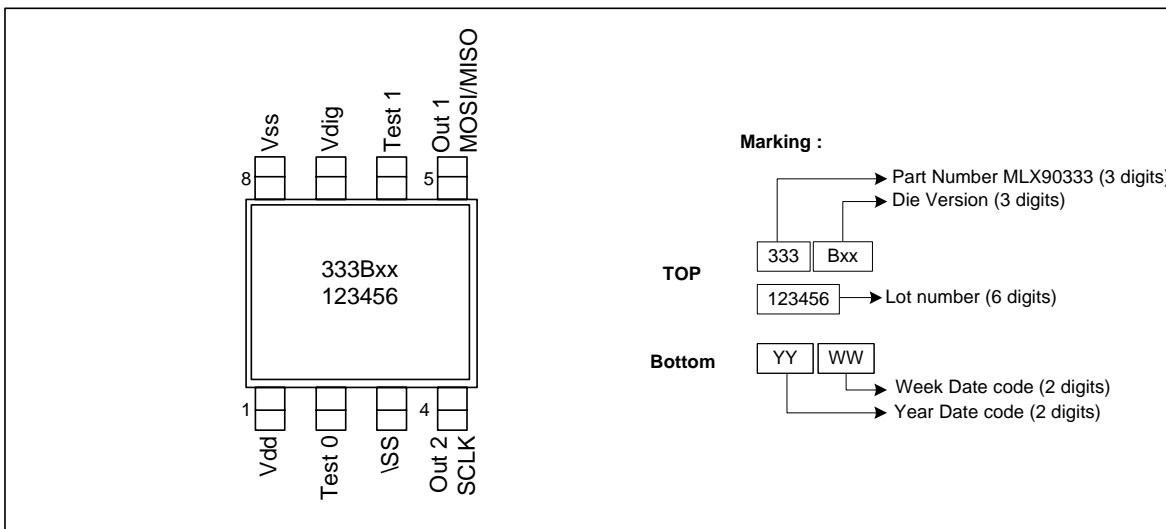 Vss
Vdig
Test 1
Out 1
MOSI/MISO
8
5
333Bxx
123456
1
4
Vdd
Test 0
\SS
Out 2
SCLK
Marking :
Part Number MLX90333 (3 digits)
Die Version (3 digits)
333 Bxx
TOP
123456 Lot number (6 digits)
Bottom YY WW
Week Date code (2 digits)
Year Date code (2 digits)